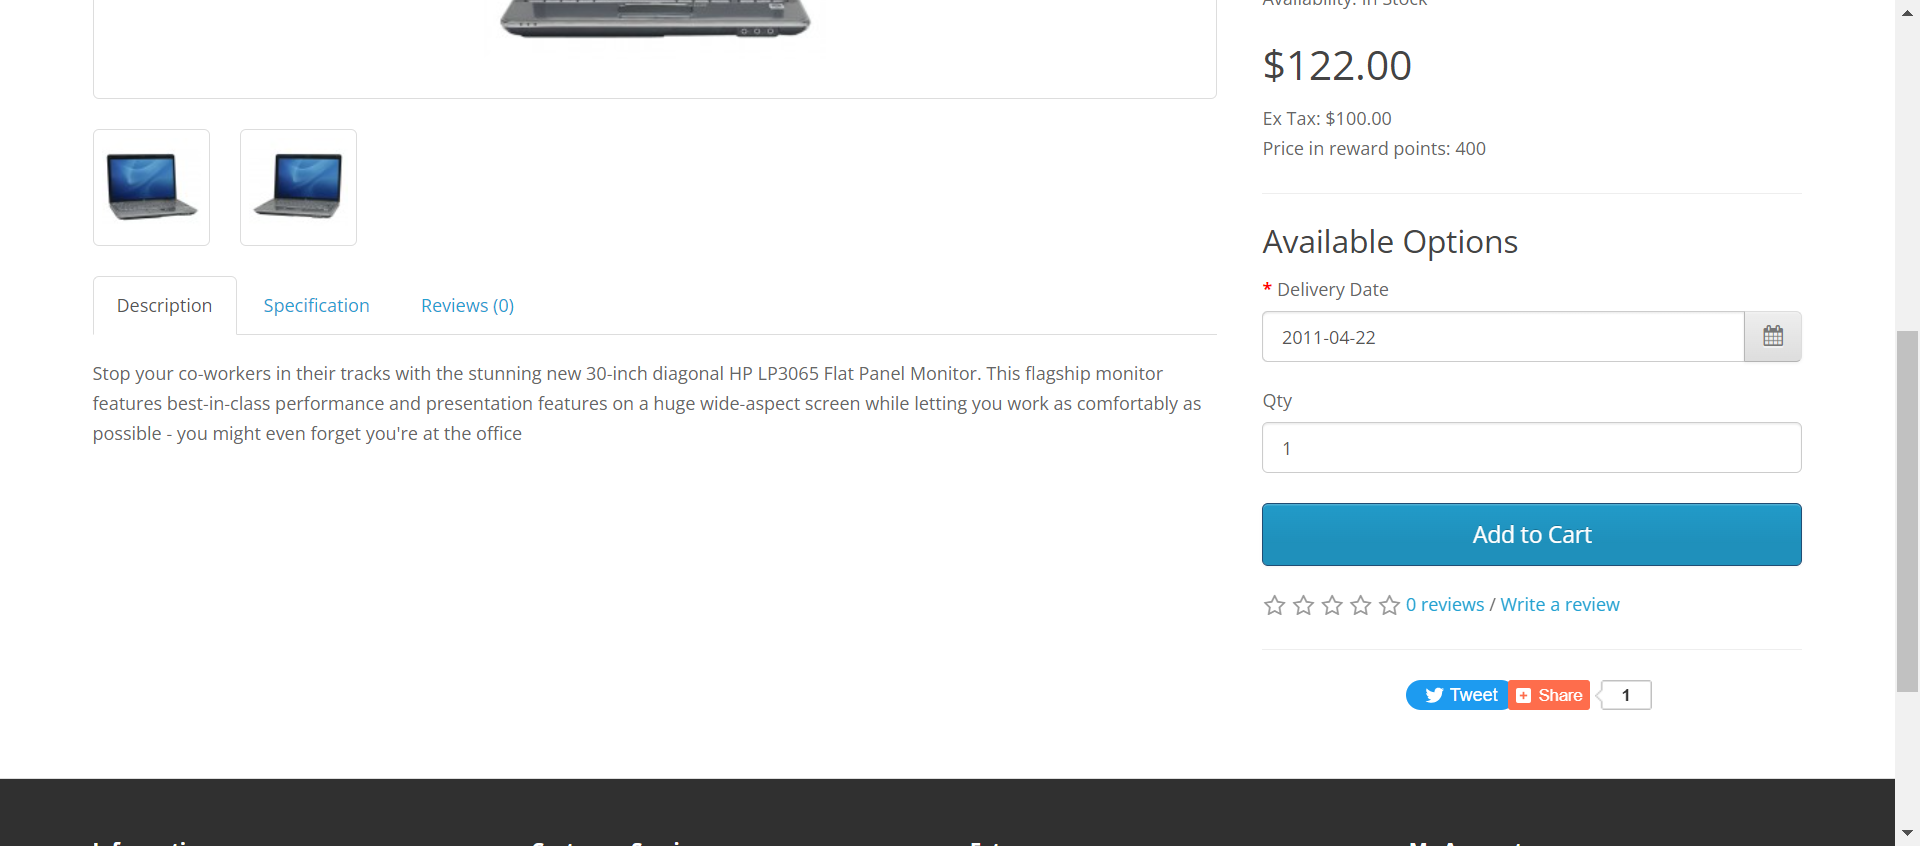 Availability: In Stock
$122.00
Ex Tax: $100.00
Price in reward points: 400
Available Options
* Delivery Date
2011-04-22
Qty
1
Add to Cart
0 reviews / Write a review
Tweet
Share
1
Description
Specification
Reviews (0)
Stop your co-workers in their tracks with the stunning new 30-inch diagonal HP LP3065 Flat Panel Monitor. This flagship monitor
features best-in-class performance and presentation features on a huge wide-aspect screen while letting you work as comfortably as
possible - you might even forget you're at the office